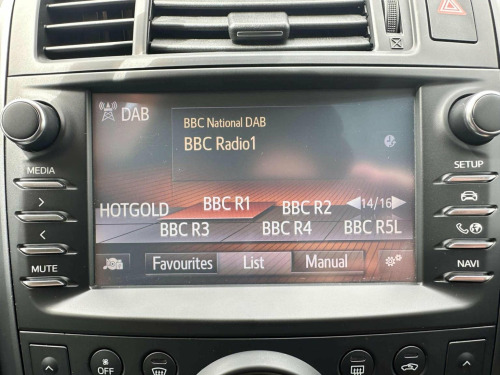 DAB
BBC National DAB
BBC Radio1
MEDIA
SETUP
HOTGOLD BBC R1 BBC R2 14/16
BBC R3 BBC R4 BBC R5L
MUTE
NAVI
Favourites List Manual
OFF